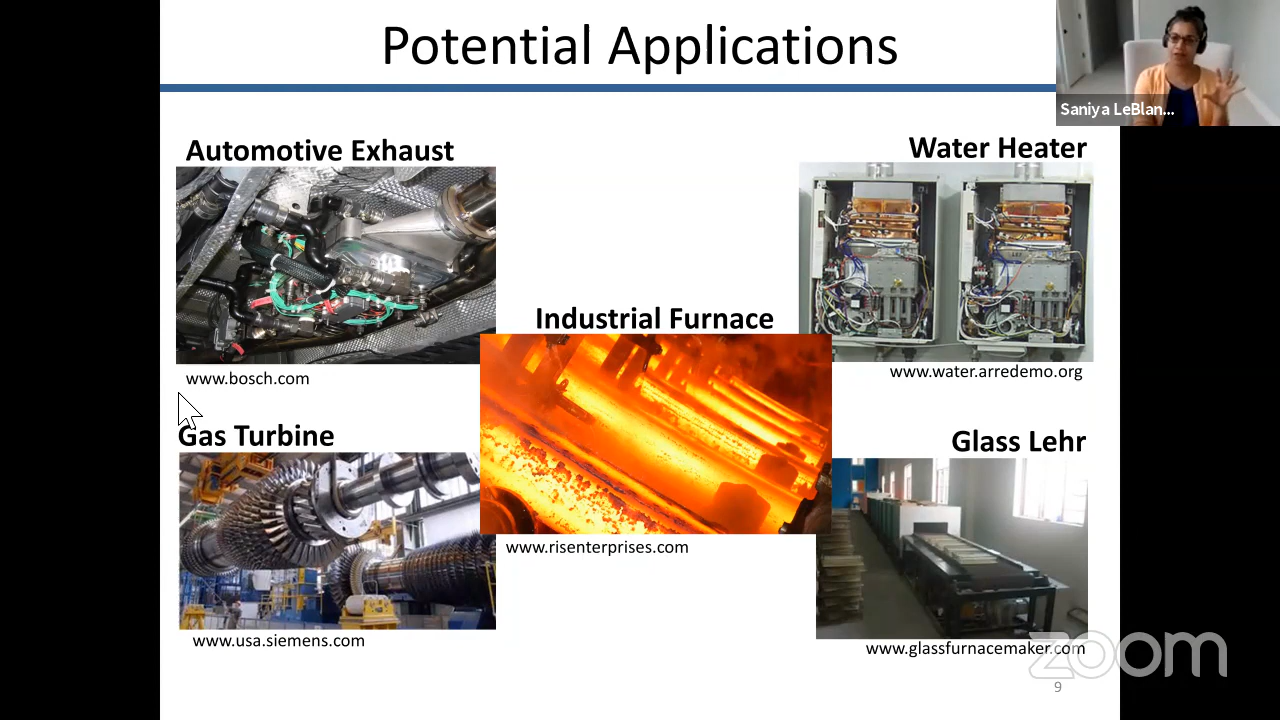 Potential Applications
Saniya LeBlan...
Automotive Exhaust
Water Heater
www.bosch.com
Industrial Furnace
www.water.arredemo.org
Gas Turbine
Glass Lehr
www.risenterprises.com
www.usa.siemens.com
www.glassfurnacemaker.com
zoom
9